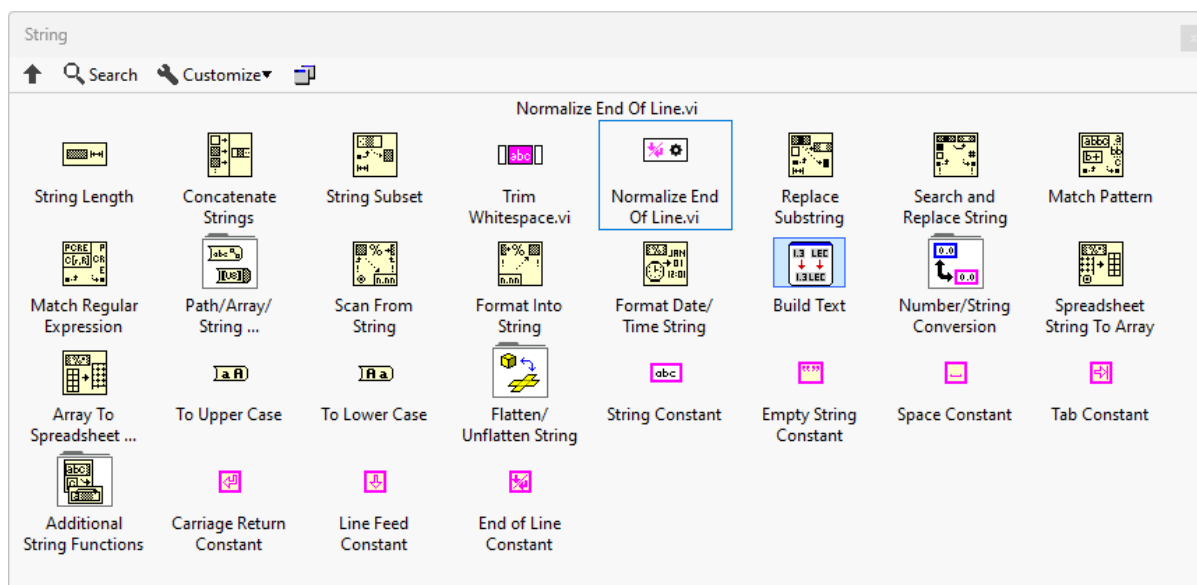 String
Search Customize
Normalize End Of Line.vi
String Length
Concatenate
Strings
String Subset
Trim
Whitespace.vi
Normalize End
Of Line.vi
Replace
Substring
Search and
Replace String
Match Pattern
Match Regular
Expression
Path/Array/
String ...
Scan From
String
Format Into
String
Format Date/
Time String
Build Text
Number/String
Conversion
Spreadsheet
String To Array
Array To
Spreadsheet ...
To Upper Case
To Lower Case
Flatten/
Unflatten String
String Constant
Empty String
Constant
Space Constant
Tab Constant
Additional
String Functions
Carriage Return
Constant
Line Feed
Constant
End of Line
Constant